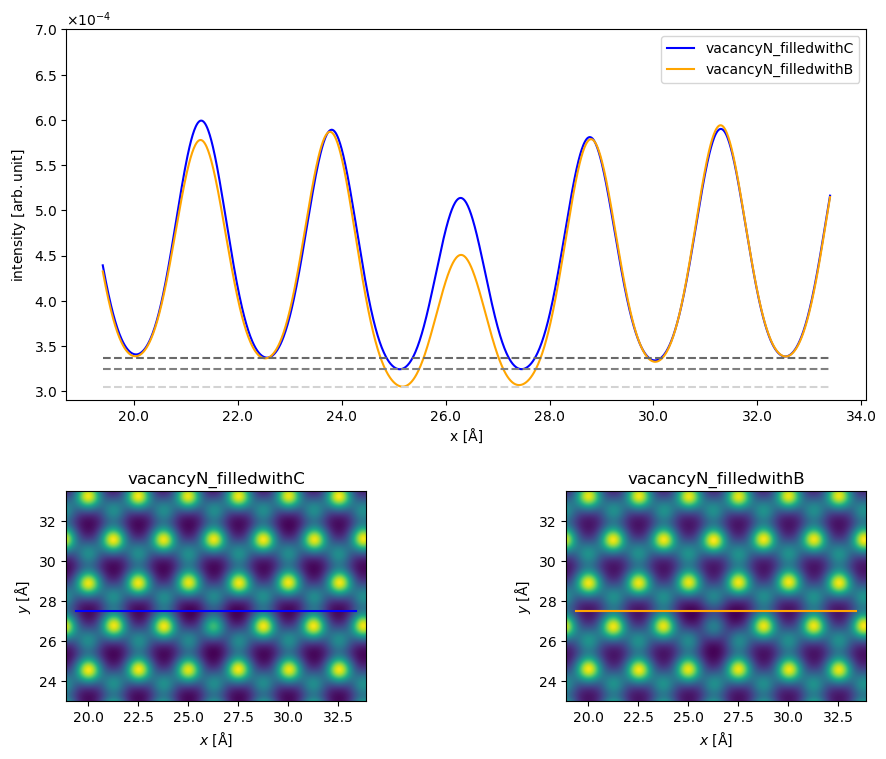 ×10⁻⁴
7.0
6.5
6.0
5.5
5.0
4.5
4.0
3.5
3.0
intensity [arb. unit]
vacancyN_filledwithC
vacancyN_filledwithB
20.0 22.0 24.0 26.0 28.0 30.0 32.0 34.0
x [Å]
vacancyN_filledwithC
32
30
28
26
24
y [Å]
20.0 22.5 25.0 27.5 30.0 32.5
x [Å]
vacancyN_filledwithB
32
30
28
26
24
y [Å]
20.0 22.5 25.0 27.5 30.0 32.5
x [Å]